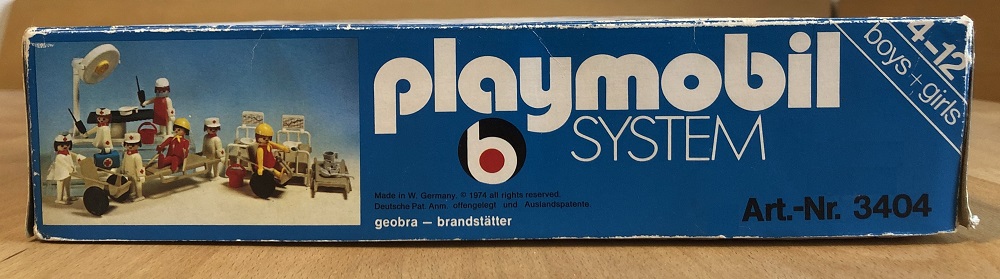 playmobil
SYSTEM
4-12
boys + girls
Made in W. Germany, © 1974 all rights reserved.
Deutsche Pat. Anm. offengelegt und Auslandspatente
geobra — brandstätter
Art.-Nr. 3404